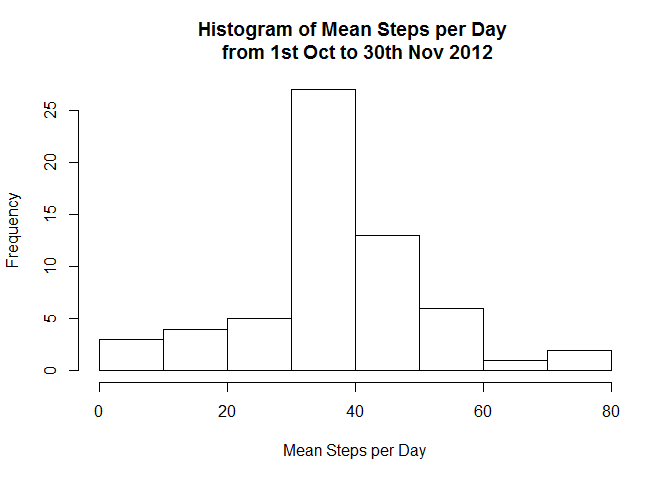 Histogram of Mean Steps per Day
from 1st Oct to 30th Nov 2012
Frequency
25
20
15
10
5
0
0 20 40 60 80
Mean Steps per Day